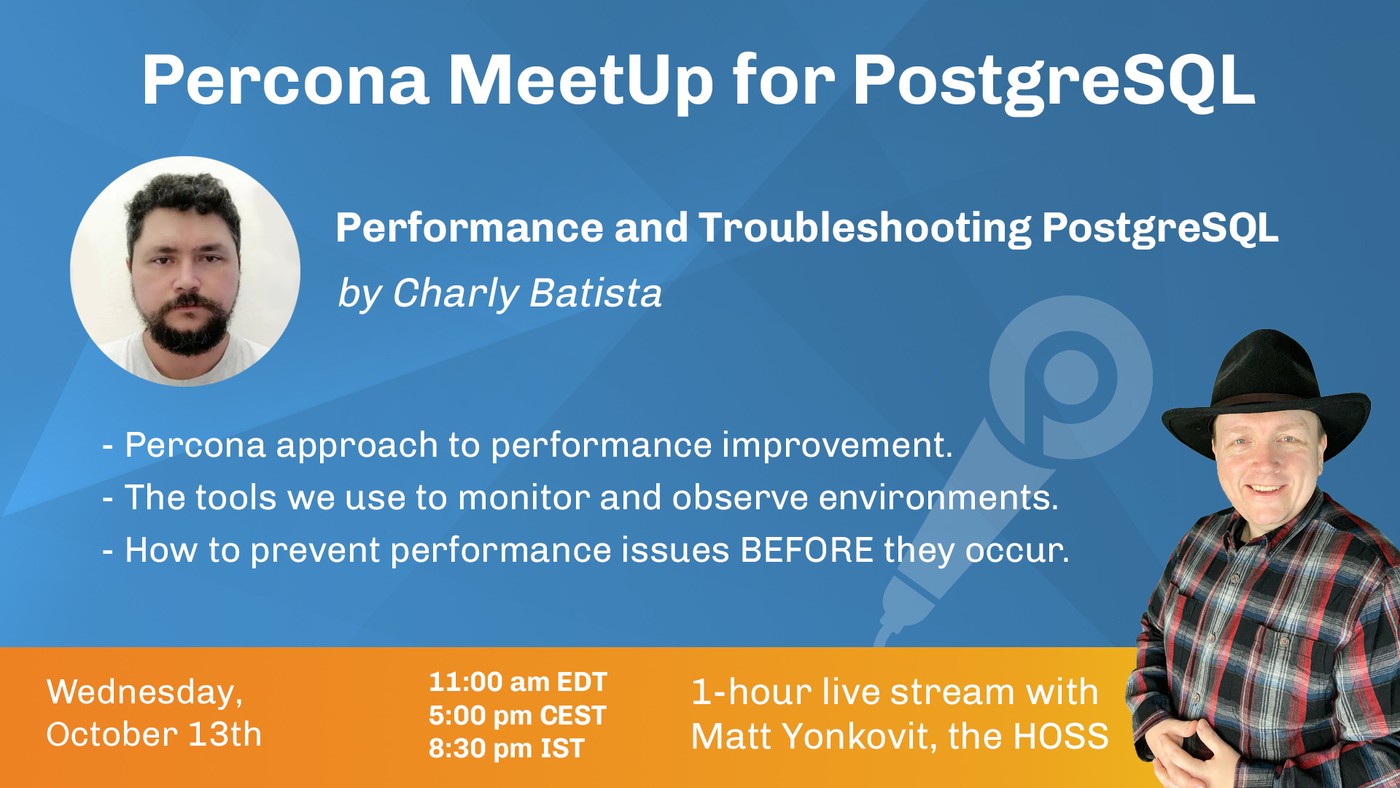 Percona MeetUp for PostgreSQL
Performance and Troubleshooting PostgreSQL
by Charly Batista
- Percona approach to performance improvement.
- The tools we use to monitor and observe environments.
- How to prevent performance issues BEFORE they occur.
Wednesday,
October 13th
11:00 am EDT
5:00 pm CEST
8:30 pm IST
1-hour live stream with
Matt Yonkovit, the HOSS